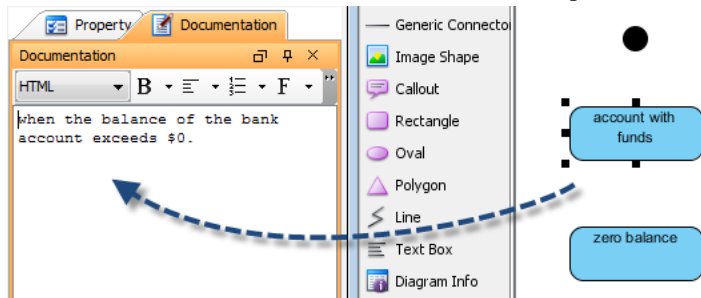 Property
Documentation
Documentation
HTML
B
F
when the balance of the bank
account exceeds $0.
Generic Connecto
Image Shape
Callout
Rectangle
Oval
Polygon
Line
Text Box
Diagram Info
account with
funds
zero balance